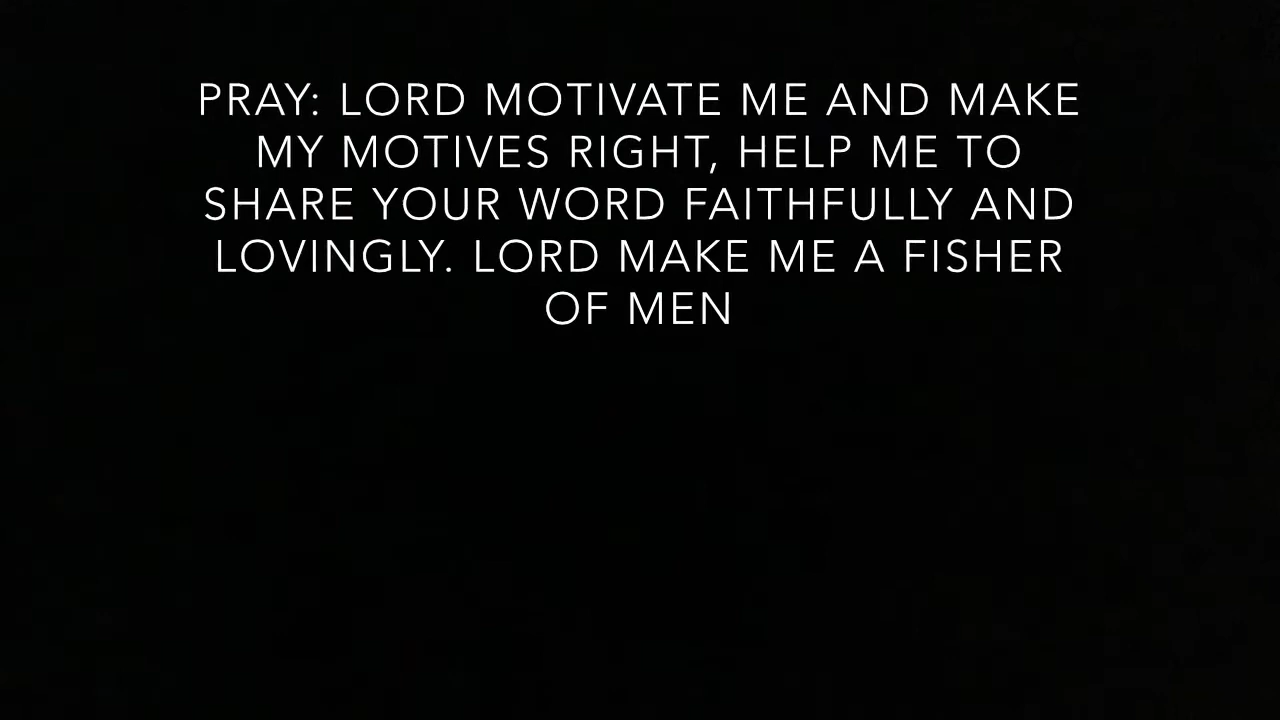 PRAY: LORD MOTIVATE ME AND MAKE
MY MOTIVES RIGHT, HELP ME TO
SHARE YOUR WORD FAITHFULLY AND
LOVINGLY. LORD MAKE ME A FISHER
OF MEN